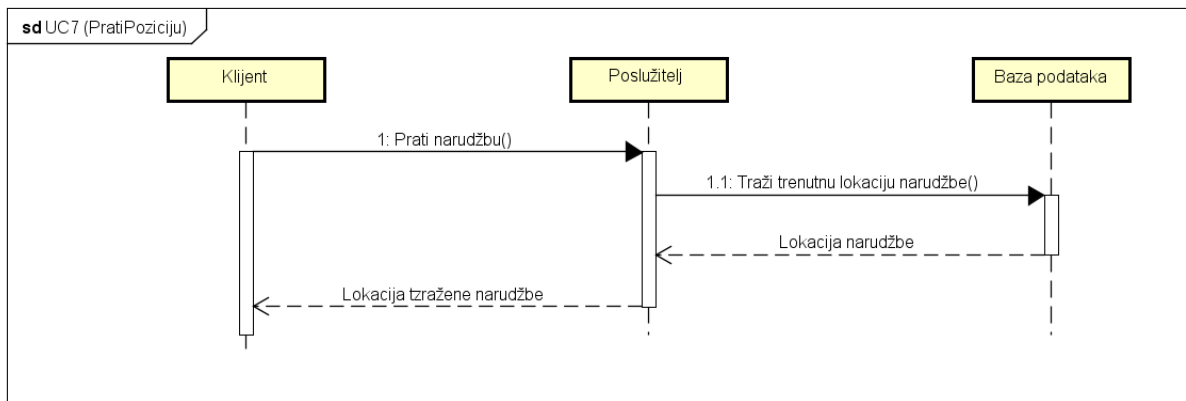 sd UC7 (PratiPoziciju)
Klijent
Poslužitelj
Baza podataka
1: Prati narudžbu()
1.1: Traži trenutnu lokaciju narudžbe()
Lokacija narudžbe
Lokacija tzražene narudžbe